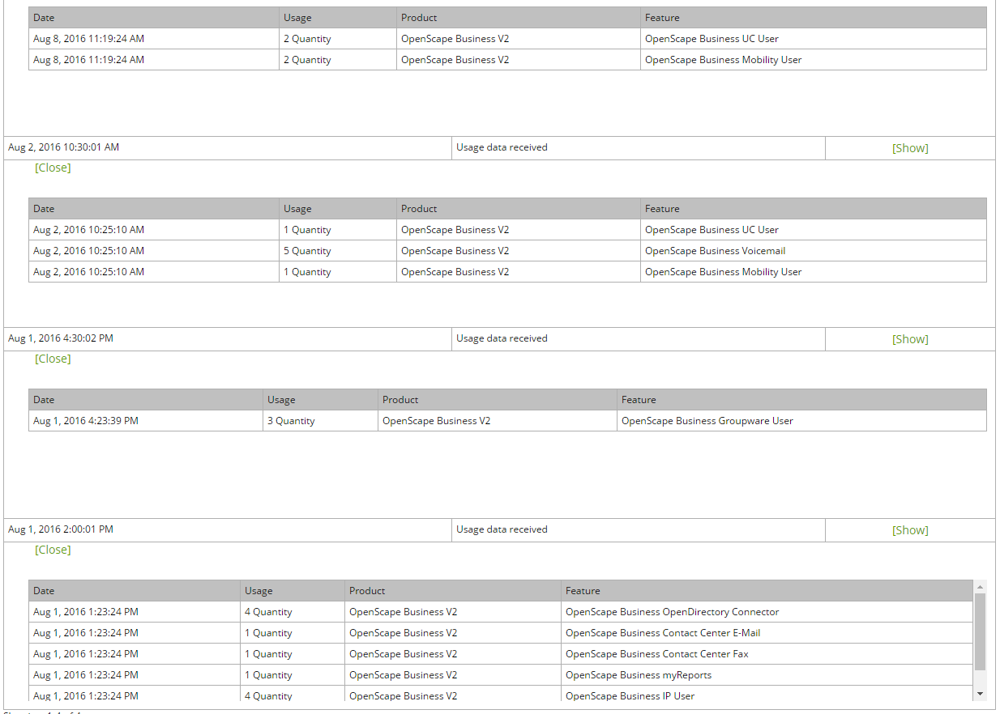 Date Usage Product Feature
Aug 8, 2016 11:19:24 AM 2 Quantity OpenScape Business V2 OpenScape Business UC User
Aug 8, 2016 11:19:24 AM 2 Quantity OpenScape Business V2 OpenScape Business Mobility User
Aug 2, 2016 10:30:01 AM Usage data received [Show]
[Close]
Date Usage Product Feature
Aug 2, 2016 10:25:10 AM 1 Quantity OpenScape Business V2 OpenScape Business UC User
Aug 2, 2016 10:25:10 AM 5 Quantity OpenScape Business V2 OpenScape Business Voicemail
Aug 2, 2016 10:25:10 AM 1 Quantity OpenScape Business V2 OpenScape Business Mobility User
Aug 1, 2016 4:30:02 PM Usage data received [Show]
[Close]
Date Usage Product Feature
Aug 1, 2016 4:23:39 PM 3 Quantity OpenScape Business V2 OpenScape Business Groupware User
Aug 1, 2016 2:00:01 PM Usage data received [Show]
[Close]
Date Usage Product Feature
Aug 1, 2016 1:23:24 PM 4 Quantity OpenScape Business V2 OpenScape Business OpenDirectory Connector
Aug 1, 2016 1:23:24 PM 1 Quantity OpenScape Business V2 OpenScape Business Contact Center E-Mail
Aug 1, 2016 1:23:24 PM 1 Quantity OpenScape Business V2 OpenScape Business Contact Center Fax
Aug 1, 2016 1:23:24 PM 1 Quantity OpenScape Business V2 OpenScape Business myReports
Aug 1, 2016 1:23:24 PM 4 Quantity OpenScape Business V2 OpenScape Business IP User